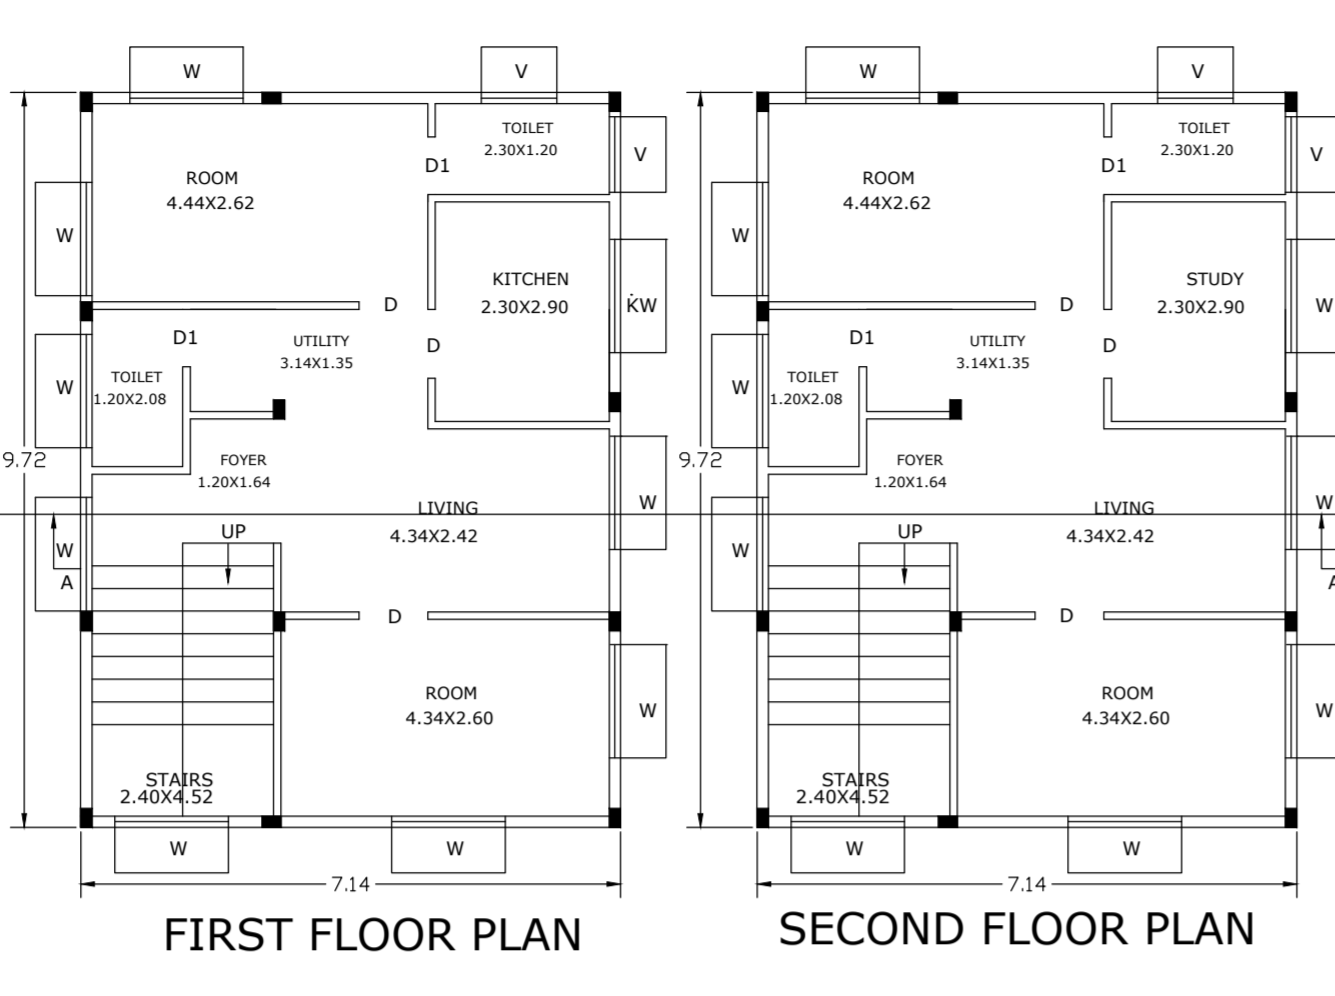 W
V
TOILET
2.30X1.20
V
D1
ROOM
4.44X2.62
W
KITCHEN
2.30X2.90
K̇W
D
D1
UTILITY
3.14X1.35
D
TOILET
1.20X2.08
W
9.72
FOYER
1.20X1.64
LIVING
4.34X2.42
W
UP
W
A
D
ROOM
4.34X2.60
W
STAIRS
2.40X4.52
W
W
7.14
FIRST FLOOR PLAN
W
V
TOILET
2.30X1.20
V
D1
ROOM
4.44X2.62
W
STUDY
2.30X2.90
W
D
D1
UTILITY
3.14X1.35
D
TOILET
1.20X2.08
W
9.72
FOYER
1.20X1.64
LIVING
4.34X2.42
W
UP
W
A
D
ROOM
4.34X2.60
W
STAIRS
2.40X4.52
W
W
7.14
SECOND FLOOR PLAN